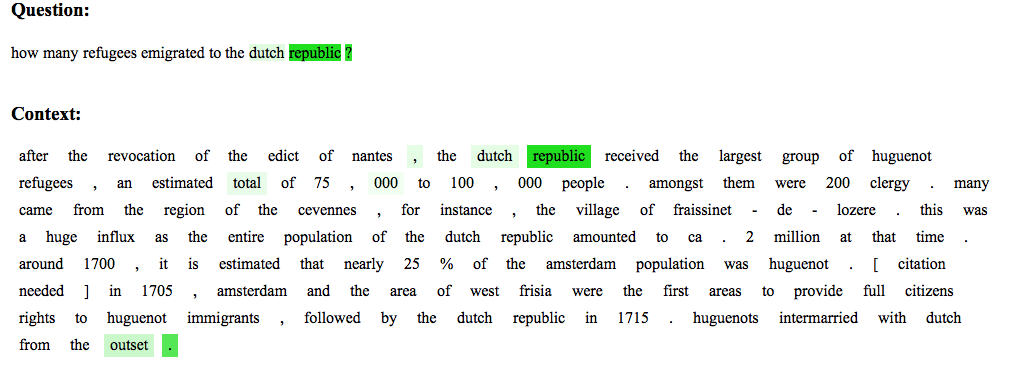 Question:
how many refugees emigrated to the dutch republic ?
Context:
after the revocation of the edict of nantes , the dutch republic received the largest group of huguenot
refugees , an estimated total of 75 , 000 to 100 , 000 people . amongst them were 200 clergy . many
came from the region of the cevennes , for instance , the village of fraissinet - de - lozere . this was
a huge influx as the entire population of the dutch republic amounted to ca . 2 million at that time .
around 1700 , it is estimated that nearly 25 % of the amsterdam population was huguenot . [ citation
needed ] in 1705 , amsterdam and the area of west frisia were the first areas to provide full citizens
rights to huguenot immigrants , followed by the dutch republic in 1715 . huguenots intermarried with dutch
from the outset .